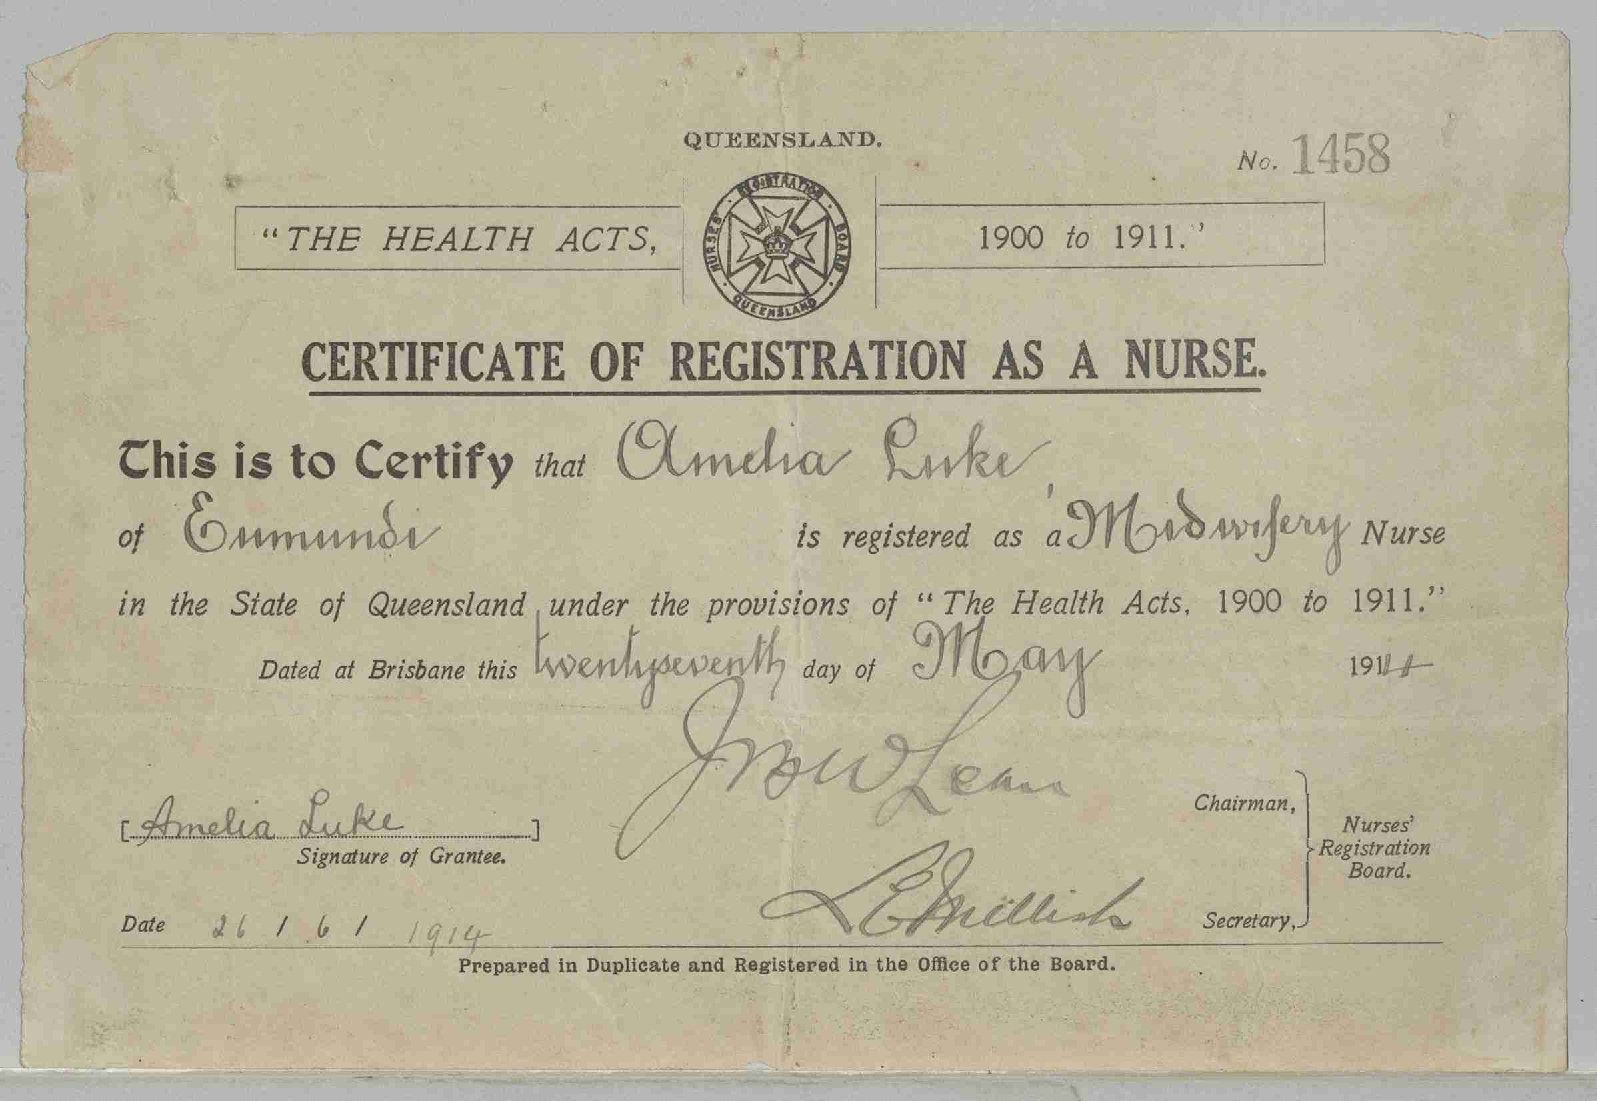 QUEENSLAND.
No. 1458
"THE HEALTH ACTS, 1900 to 1911."
NURSES' REGISTRATION BOARD · QUEENSLAND ·
CERTIFICATE OF REGISTRATION AS A NURSE.
This is to Certify that Amelia Luke
of Eumundi is registered as a Midwifery Nurse
in the State of Queensland under the provisions of "The Health Acts, 1900 to 1911."
Dated at Brisbane this twentyseventh day of May 1914
Chairman,
[Amelia Luke]
Signature of Grantee.
Nurses'
Registration
Board.
Secretary,
Date 26/6/1914
Prepared in Duplicate and Registered in the Office of the Board.